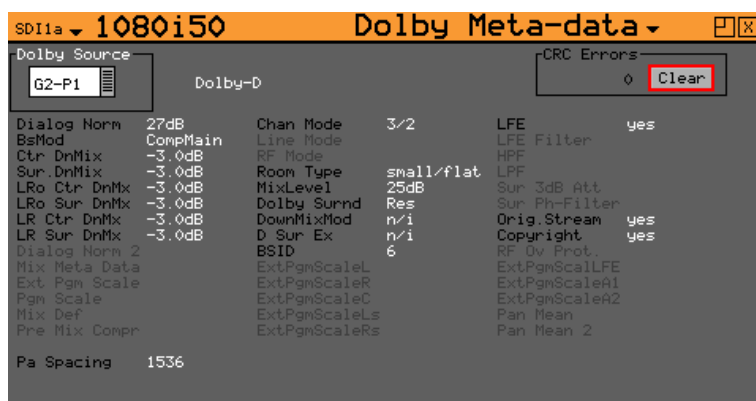 SDI1a 1080i50 Dolby Meta-data
Dolby Source CRC Errors
G2-P1 Dolby-D 0 Clear
Dialog Norm 27dB Chan Mode 3/2 LFE yes
BsMod CompMain Line Mode LFE Filter
Ctr DnMix -3.0dB RF Mode HPF
Sur.DnMix -3.0dB Room Type small/flat LPF
LRo Ctr DnMx -3.0dB MixLevel 25dB Sur 3dB Att
LRo Sur DnMx -3.0dB Dolby Surnd Res Sur Ph-Filter
LR Ctr DnMx -3.0dB DownMixMod n/i Orig.Stream yes
LR Sur DnMx -3.0dB D Sur Ex n/i Copyright yes
Dialog Norm 2 BSID 6 RF Ov Prot.
Mix Meta Data ExtPgmScaleL ExtPgmScalLFE
Ext Pgm Scale ExtPgmScaleR ExtPgmScaleA1
Pgm Scale ExtPgmScaleC ExtPgmScaleA2
Mix Def ExtPgmScaleLs Pan Mean
Pre Mix Compr ExtPgmScaleRs Pan Mean 2
Pa Spacing 1536